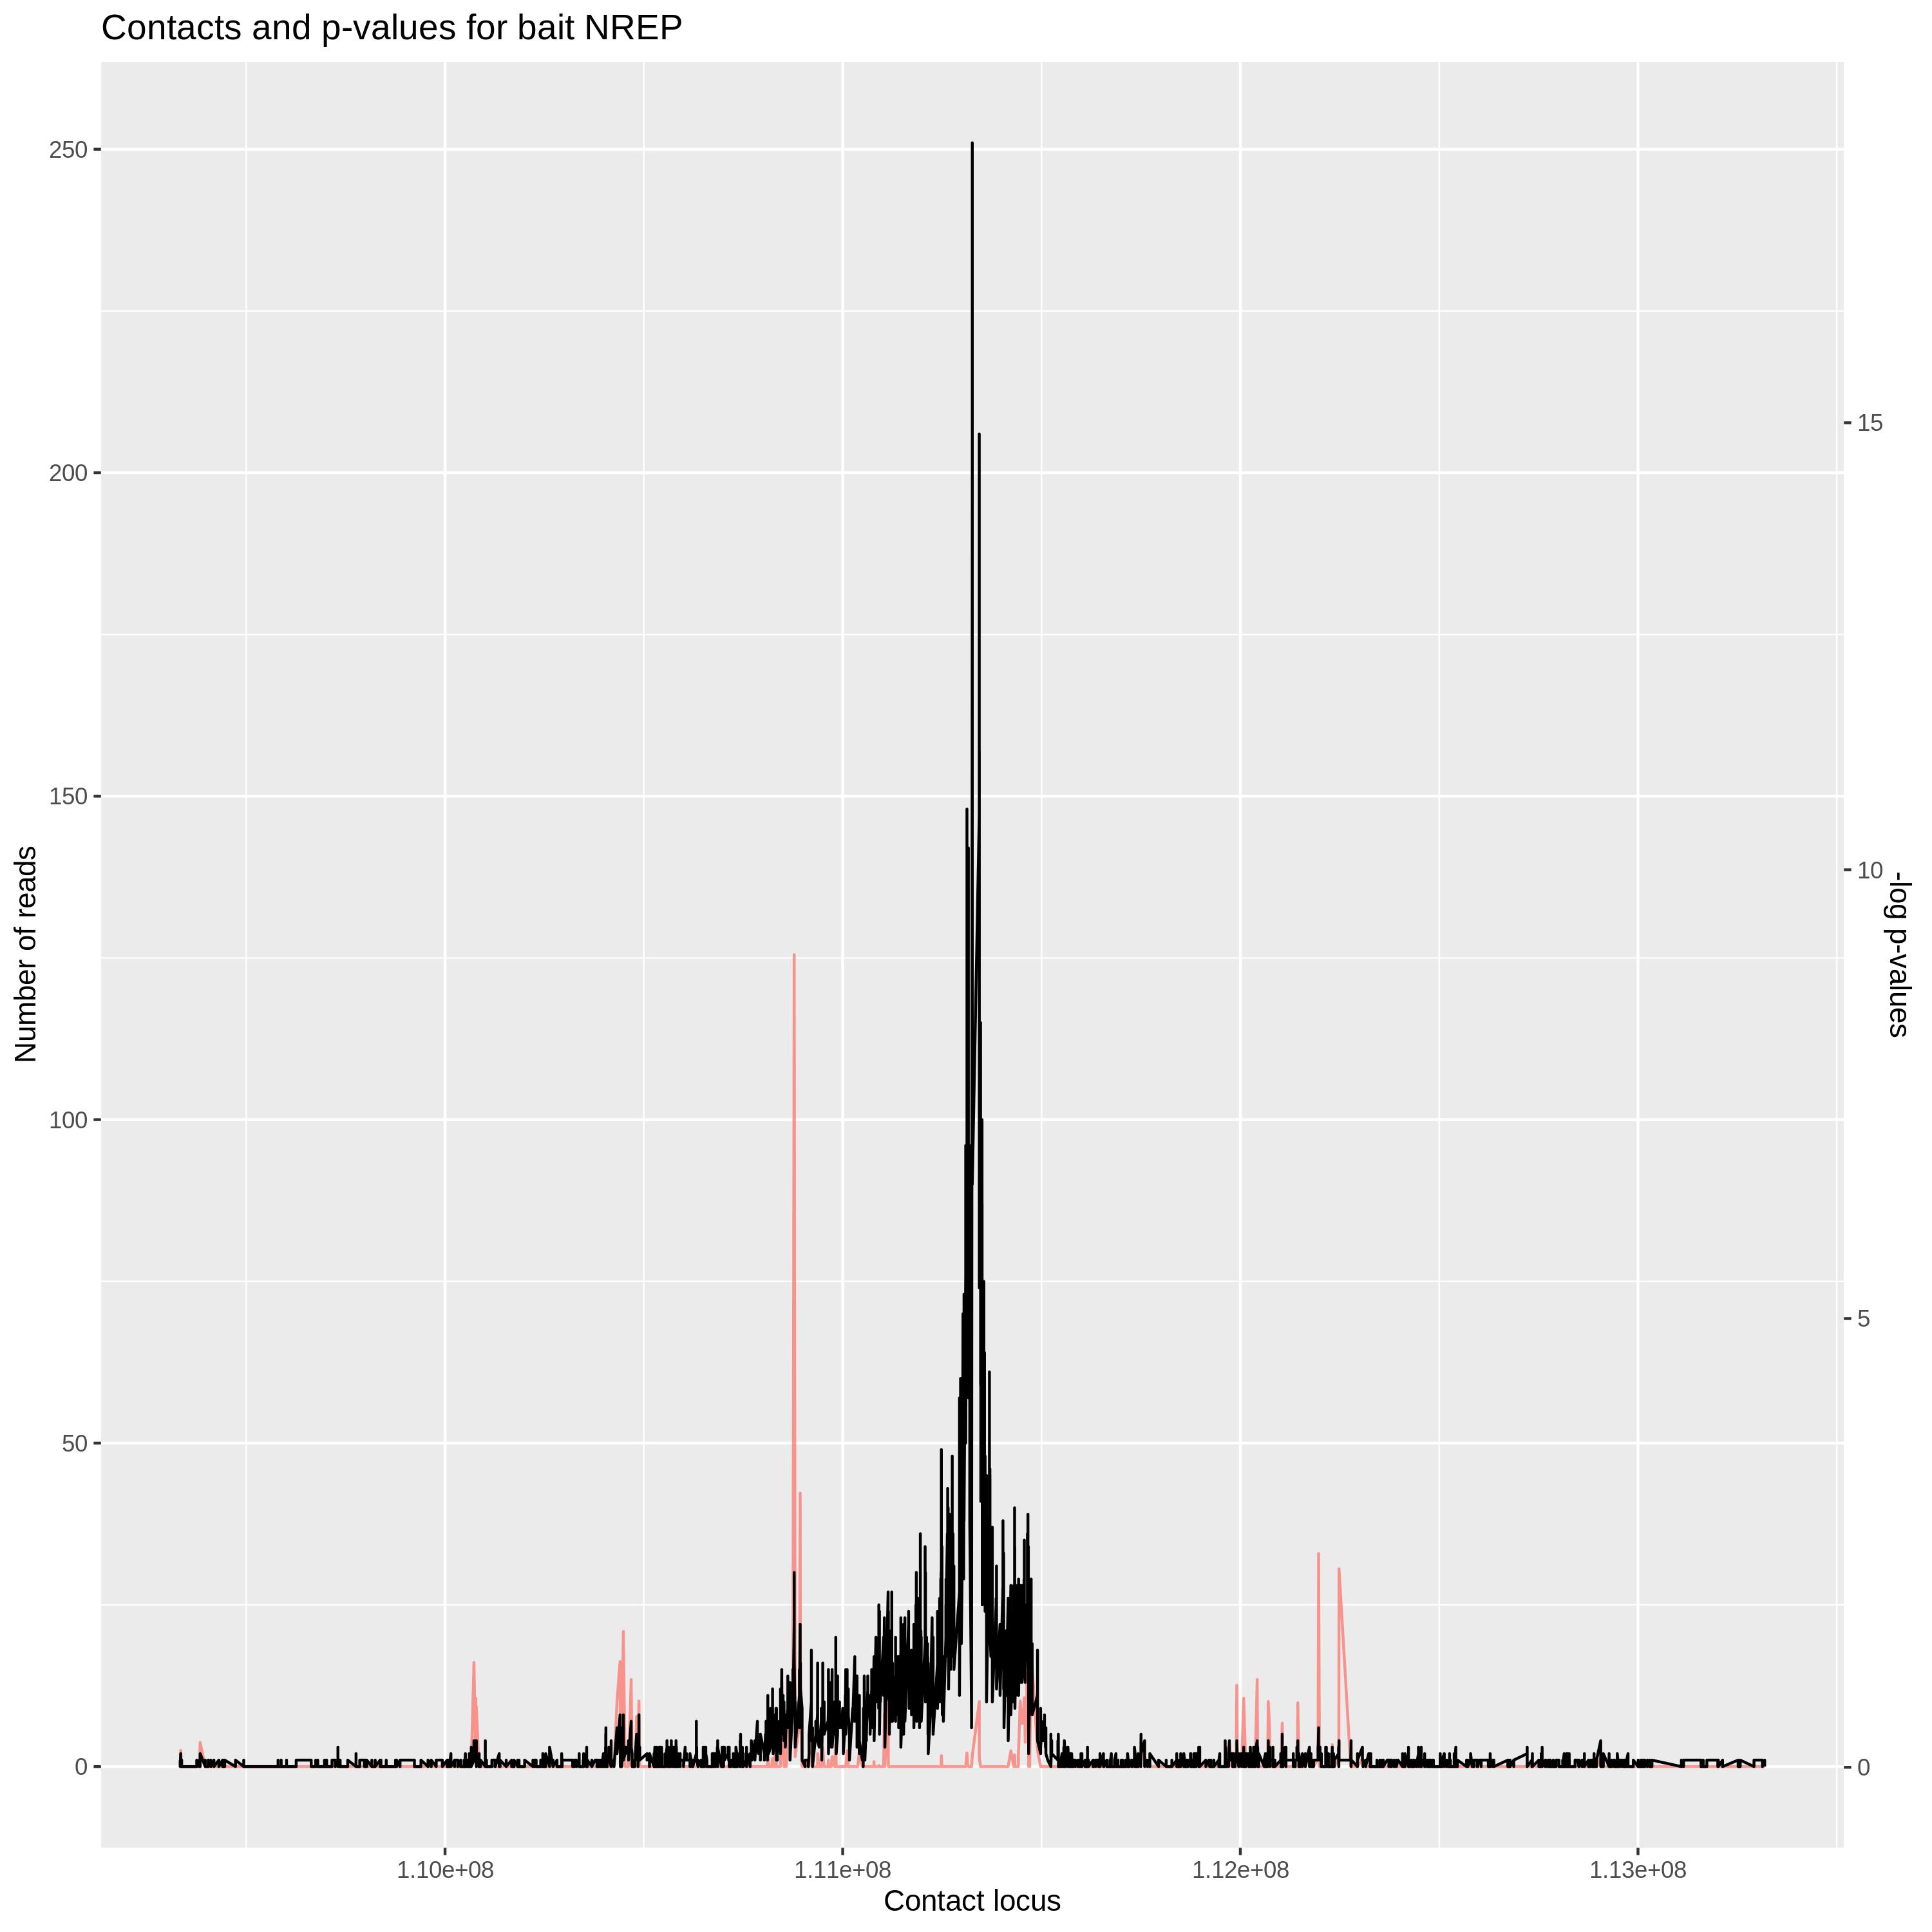 Contacts and p-values for bait NREP
250
200
150
100
50
0
Number of reads
15
10
5
0
-log p-values
1.10e+08
1.11e+08
1.12e+08
1.13e+08
Contact locus